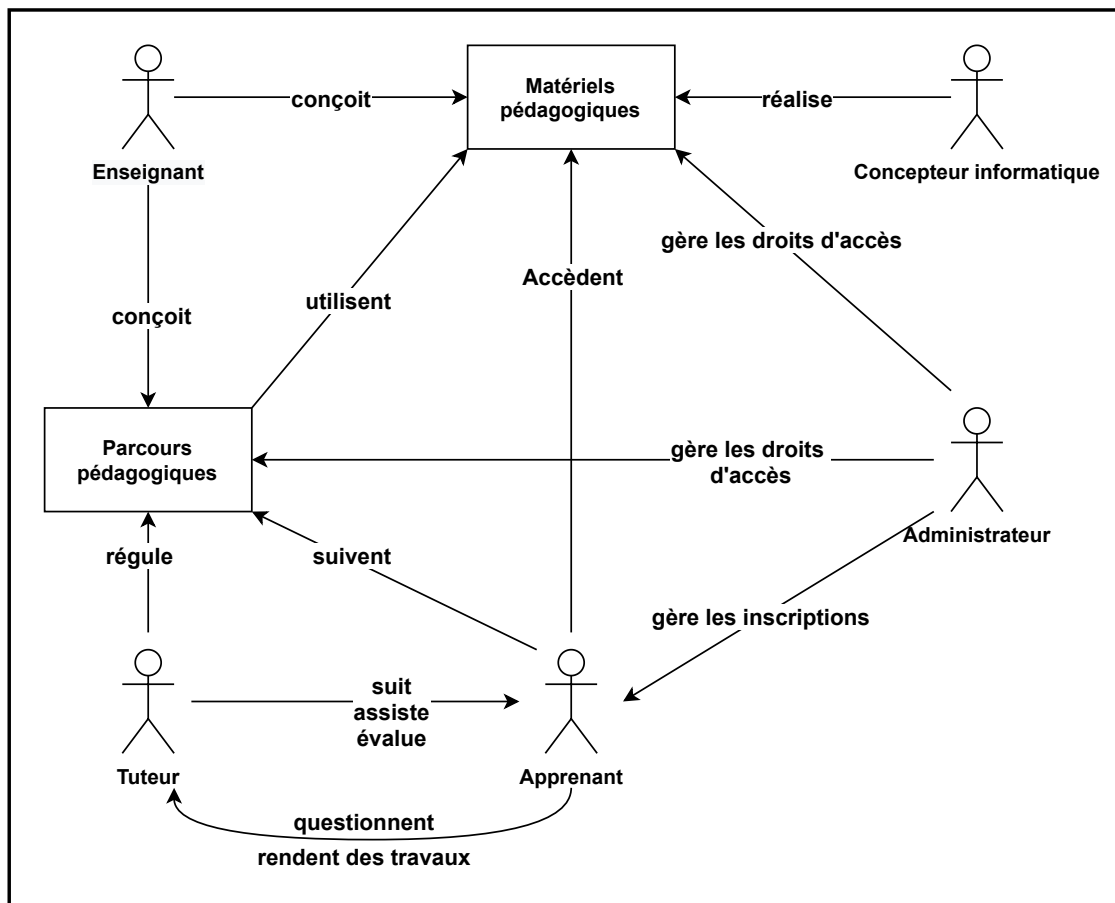 conçoit
Matériels
pédagogiques
réalise
Enseignant
Concepteur informatique
gère les droits d'accès
Accèdent
utilisent
conçoit
Parcours
pédagogiques
gère les droits
d'accès
Administrateur
régule
suivent
gère les inscriptions
suit
assiste
évalue
Tuteur
Apprenant
questionnent
rendent des travaux